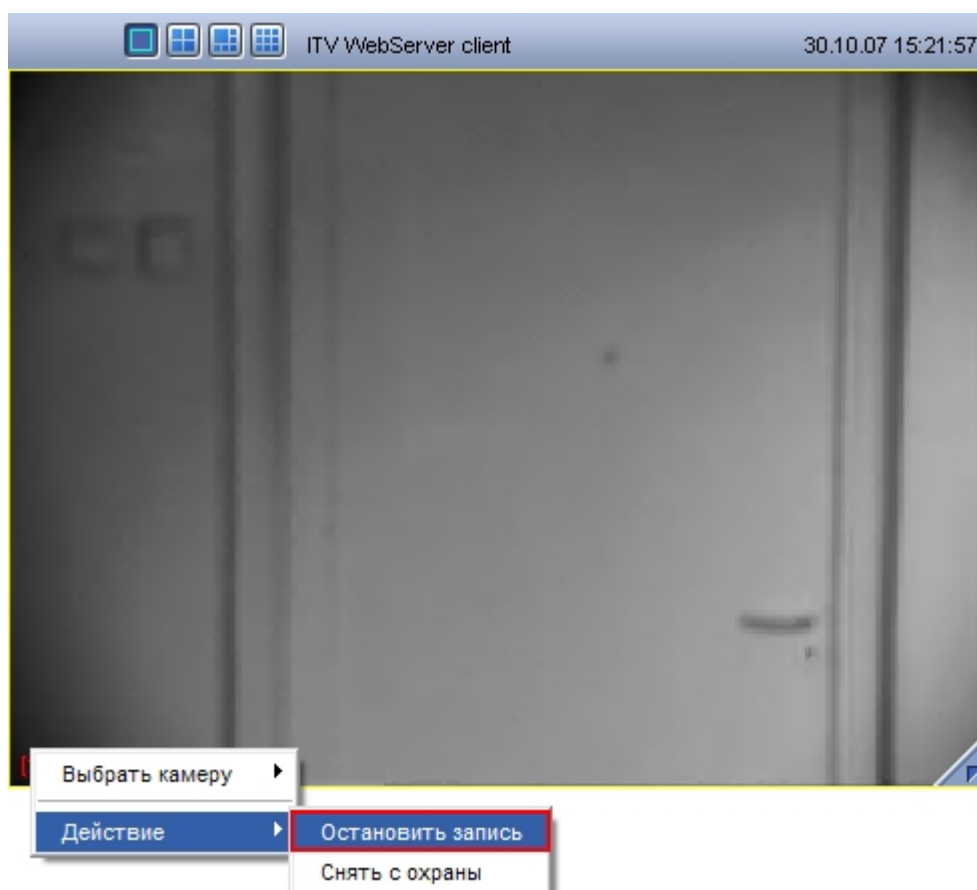 ITV WebServer client 30.10.07 15:21:57
Выбрать камеру
Действие
Остановить запись
Снять с охраны